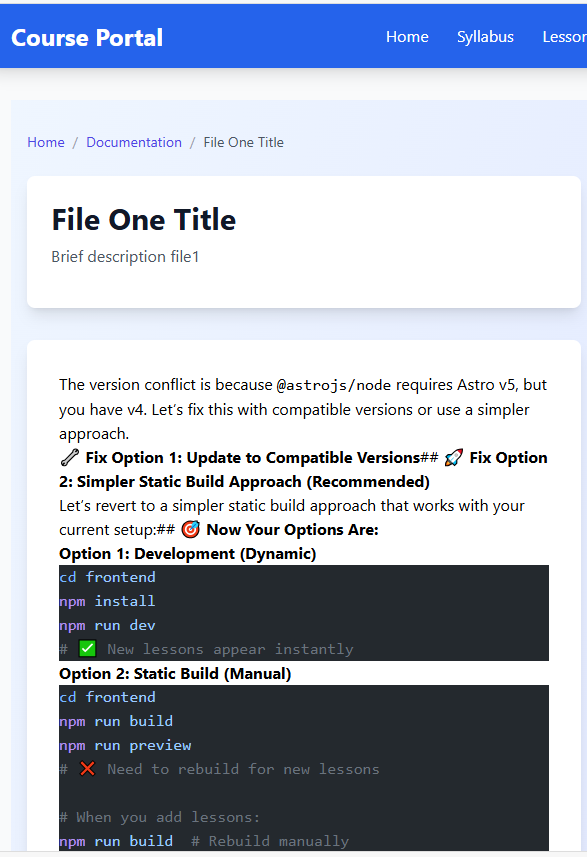 Course Portal
Home Syllabus Lesson
Home / Documentation / File One Title
File One Title
Brief description file1
The version conflict is because @astrojs/node requires Astro v5, but
you have v4. Let’s fix this with compatible versions or use a simpler
approach.
🔧 Fix Option 1: Update to Compatible Versions## 🚀 Fix Option
2: Simpler Static Build Approach (Recommended)
Let’s revert to a simpler static build approach that works with your
current setup:## 🎯 Now Your Options Are:
Option 1: Development (Dynamic)
cd frontend
npm install
npm run dev
# ✅ New lessons appear instantly
Option 2: Static Build (Manual)
cd frontend
npm run build
npm run preview
# ❌ Need to rebuild for new lessons
# When you add lessons:
npm run build # Rebuild manually